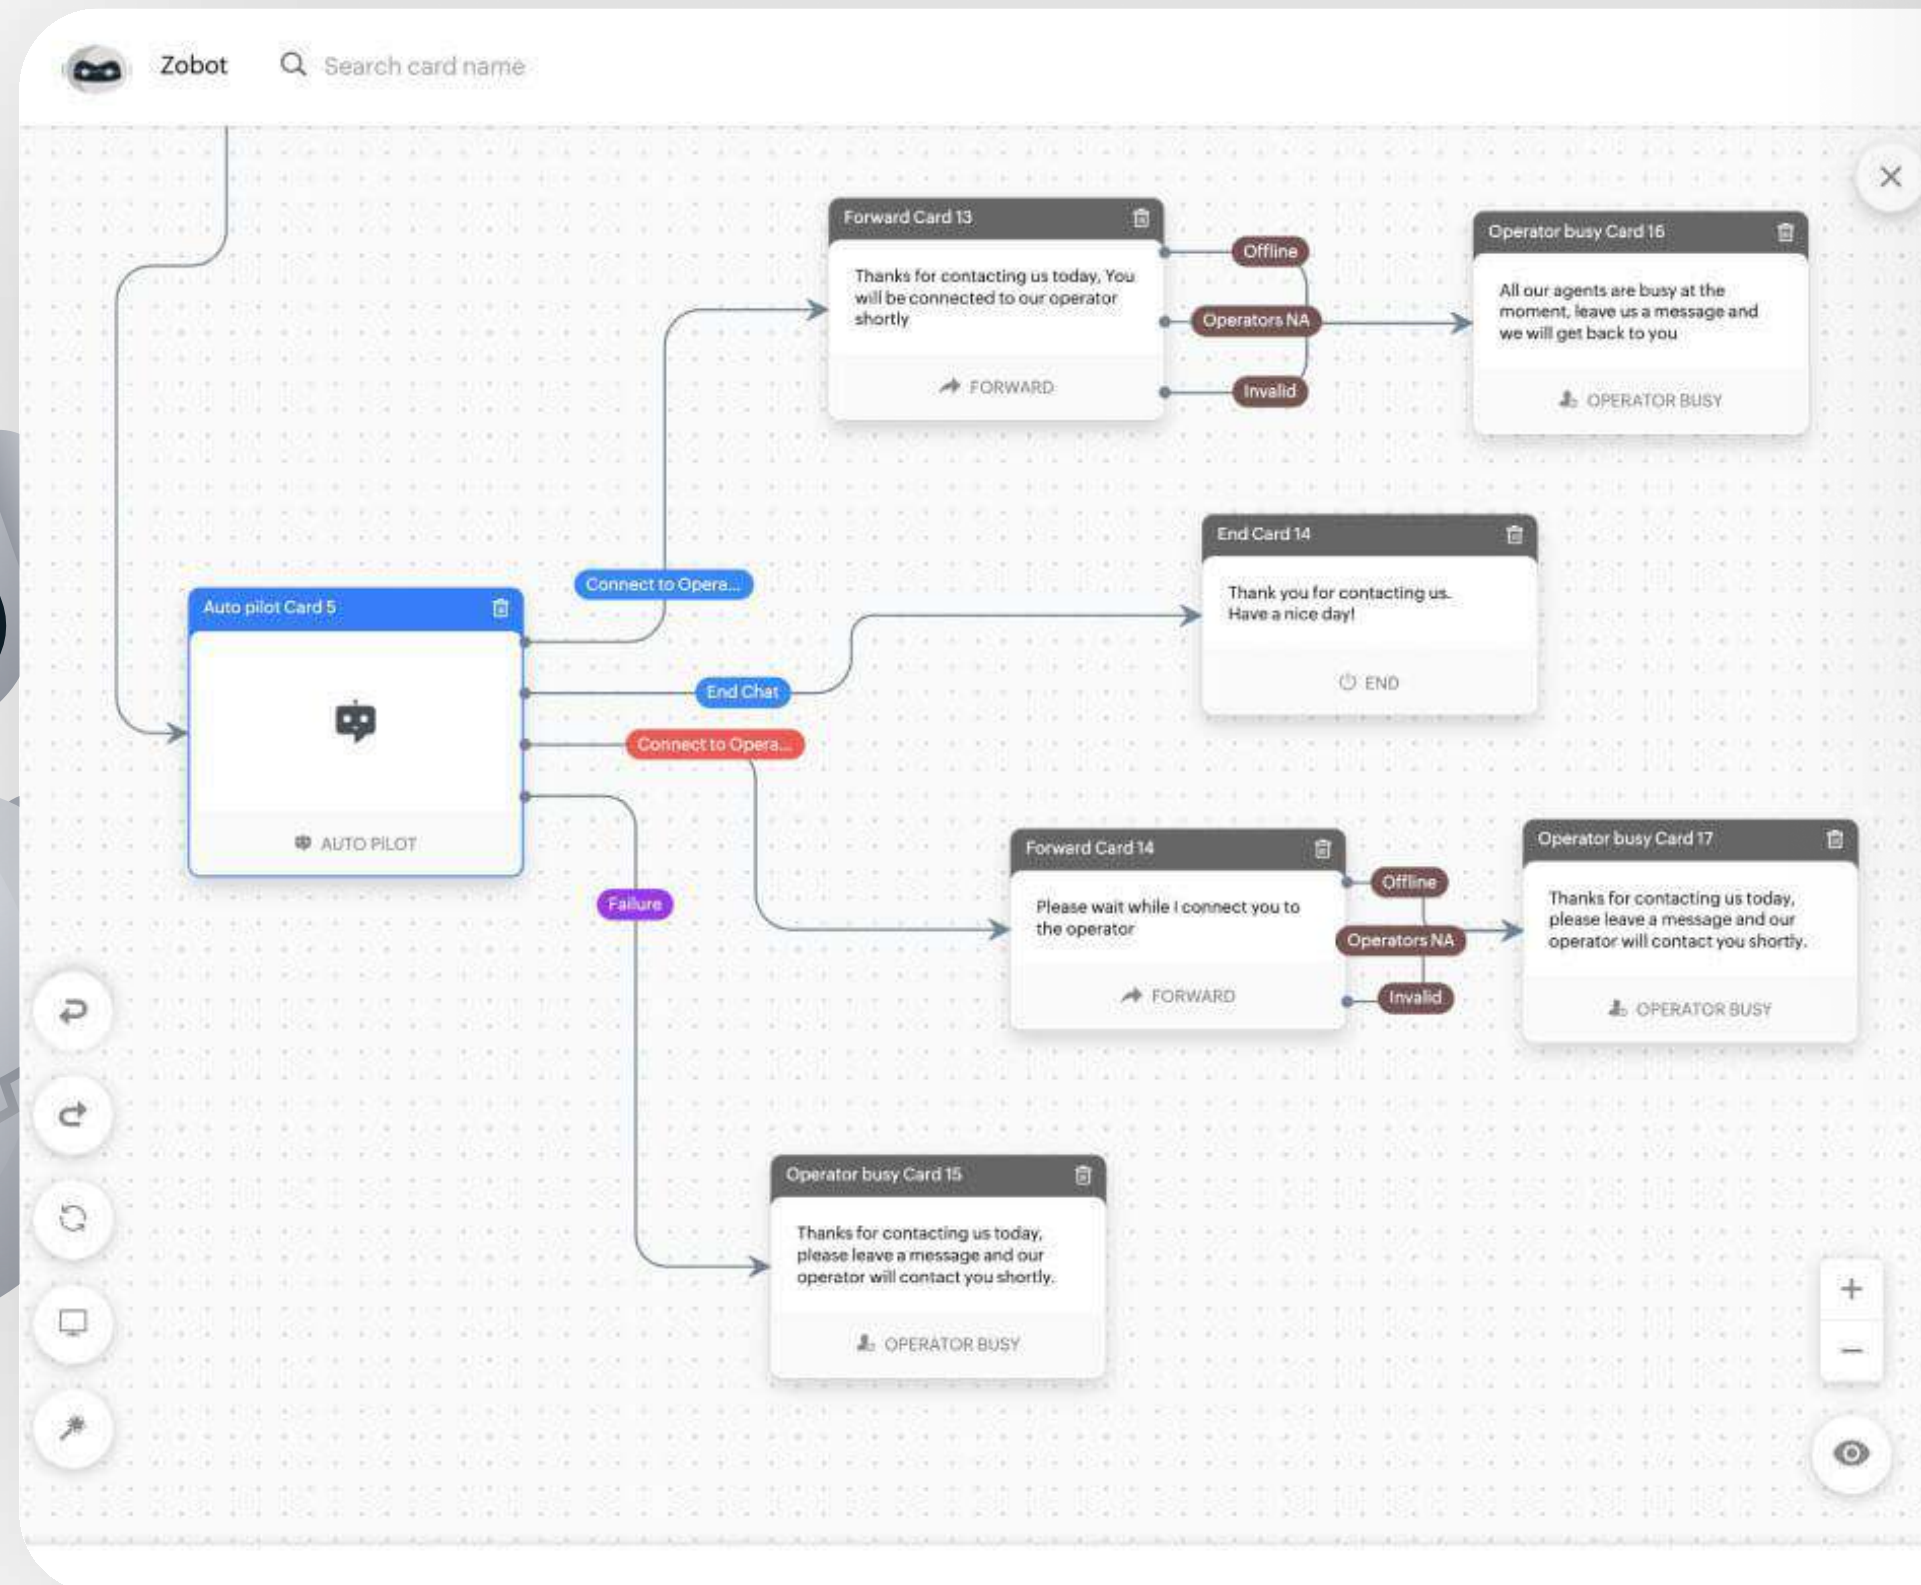 Zobot
Search card name
Forward Card 13
Thanks for contacting us today, You
will be connected to our operator
shortly
FORWARD
Offline
Operators NA
Invalid
Operator busy Card 16
All our agents are busy at the
moment, leave us a message and
we will get back to you
OPERATOR BUSY
End Card 14
Thank you for contacting us.
Have a nice day!
END
Auto pilot Card 5
AUTO PILOT
Connect to Opera...
End Chat
Connect to Opera...
Failure
Forward Card 14
Please wait while I connect you to
the operator
FORWARD
Offline
Operators NA
Invalid
Operator busy Card 17
Thanks for contacting us today,
please leave a message and our
operator will contact you shortly.
OPERATOR BUSY
Operator busy Card 15
Thanks for contacting us today,
please leave a message and our
operator will contact you shortly.
OPERATOR BUSY